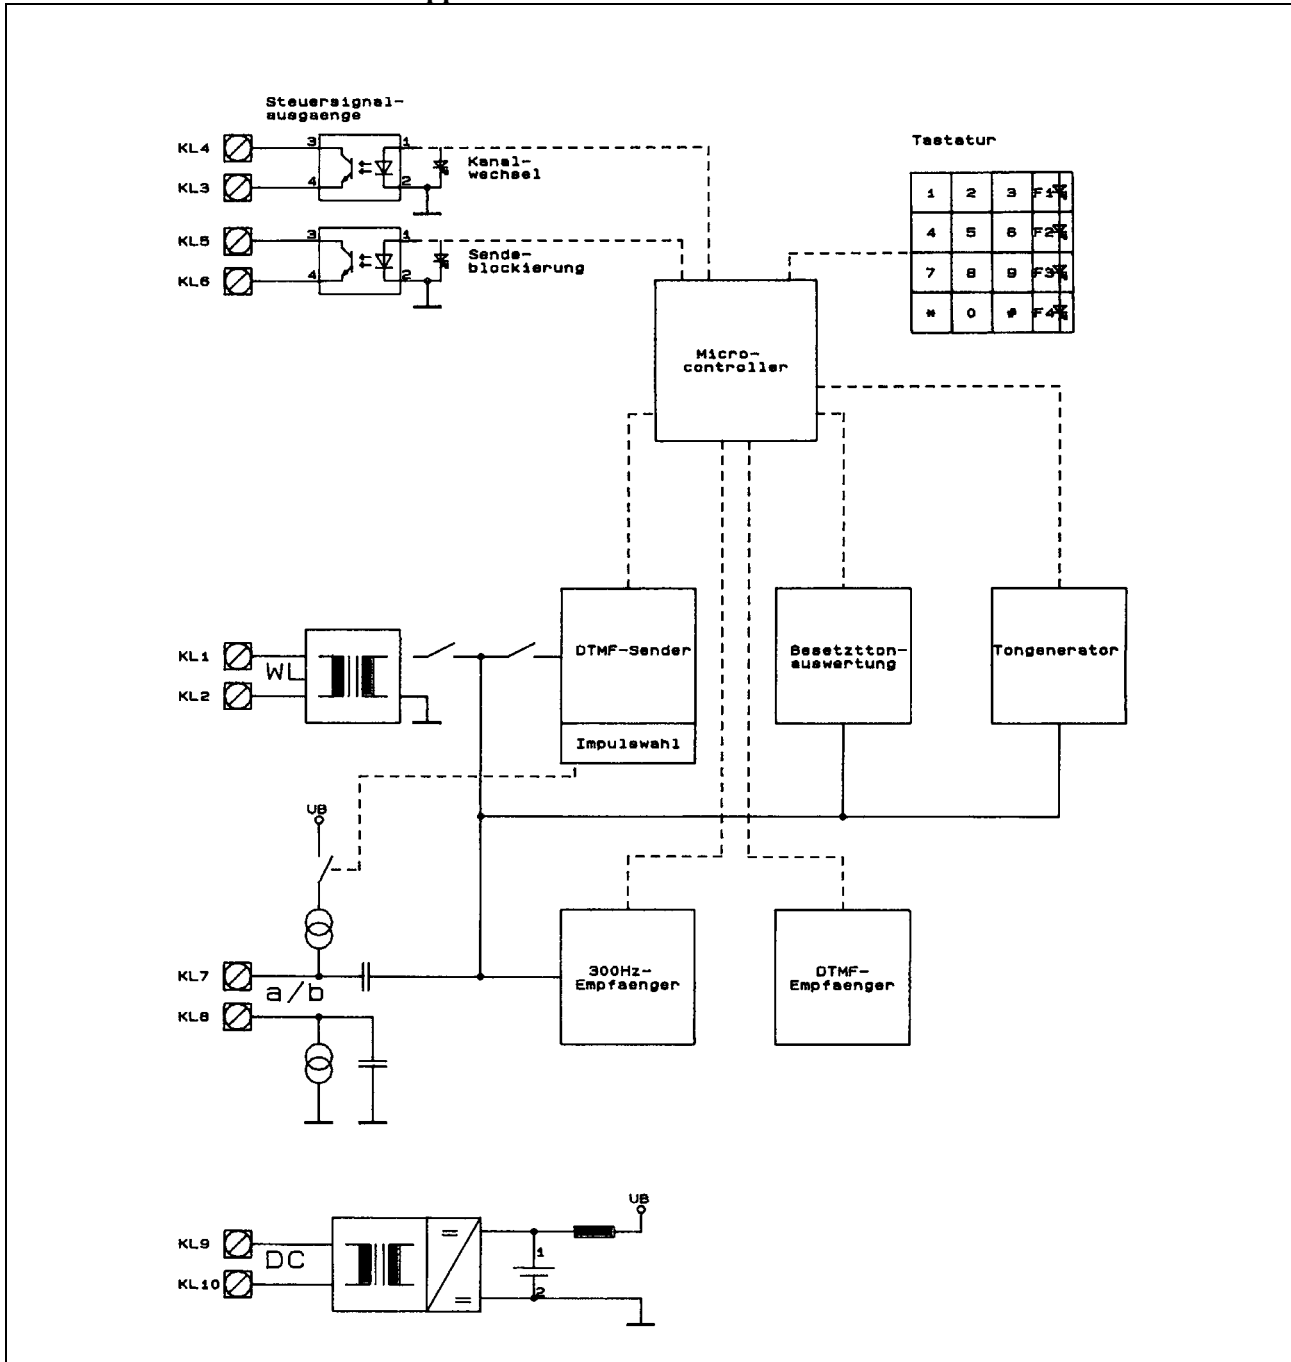 Steuersignal-
ausgaenge
KL4
3
1
KL3
4
2
Kanal-
wechsel
KL5
3
1
KL6
4
2
Sende-
blockierung
Tastatur
1 2 3 F1
4 5 6 F2
7 8 9 F3
* 0 # F4
Micro-
controller
KL1
WL
KL2
DTMF-Sender
Impulswahl
Besetztton-
auswertung
Tongenerator
UB
KL7
a/b
KL8
300Hz-
Empfaenger
DTMF-
Empfaenger
UB
KL9
DC
KL10
=
=
1
2